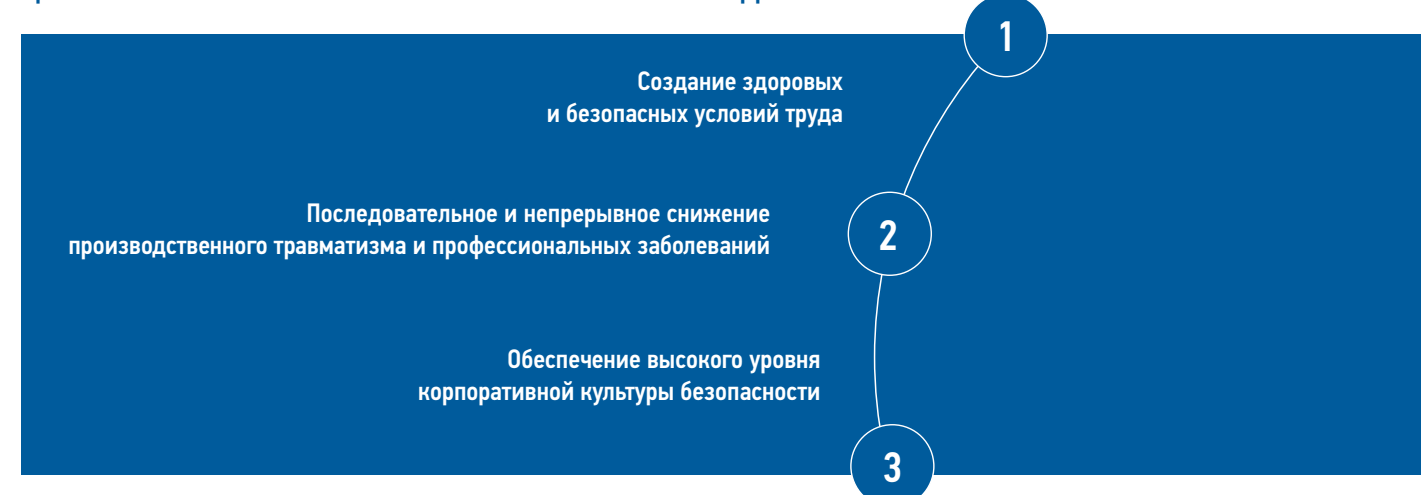 1
Создание здоровых
и безопасных условий труда
Последовательное и непрерывное снижение
производственного травматизма и профессиональных заболеваний
2
Обеспечение высокого уровня
корпоративной культуры безопасности
3